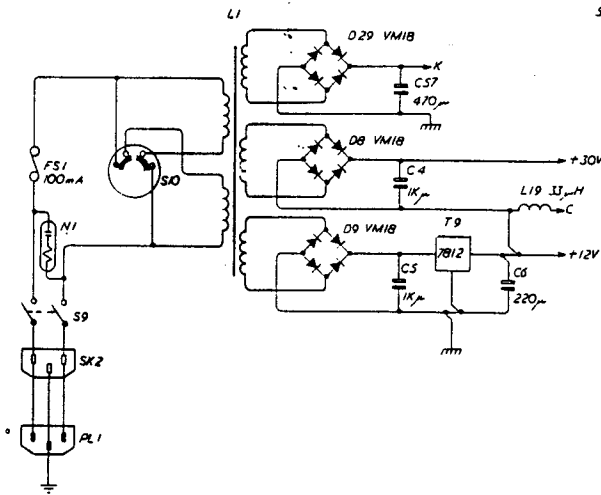 L1
S
D29 VM18
K
C57
470μ
D8 VM18
+30V
C4
1Kμ
L19 33μH
C
FS1
100mA
S10
N1
D9 VM18
T9
7812
+12V
C5
1Kμ
C6
220μ
S9
SK2
PL1